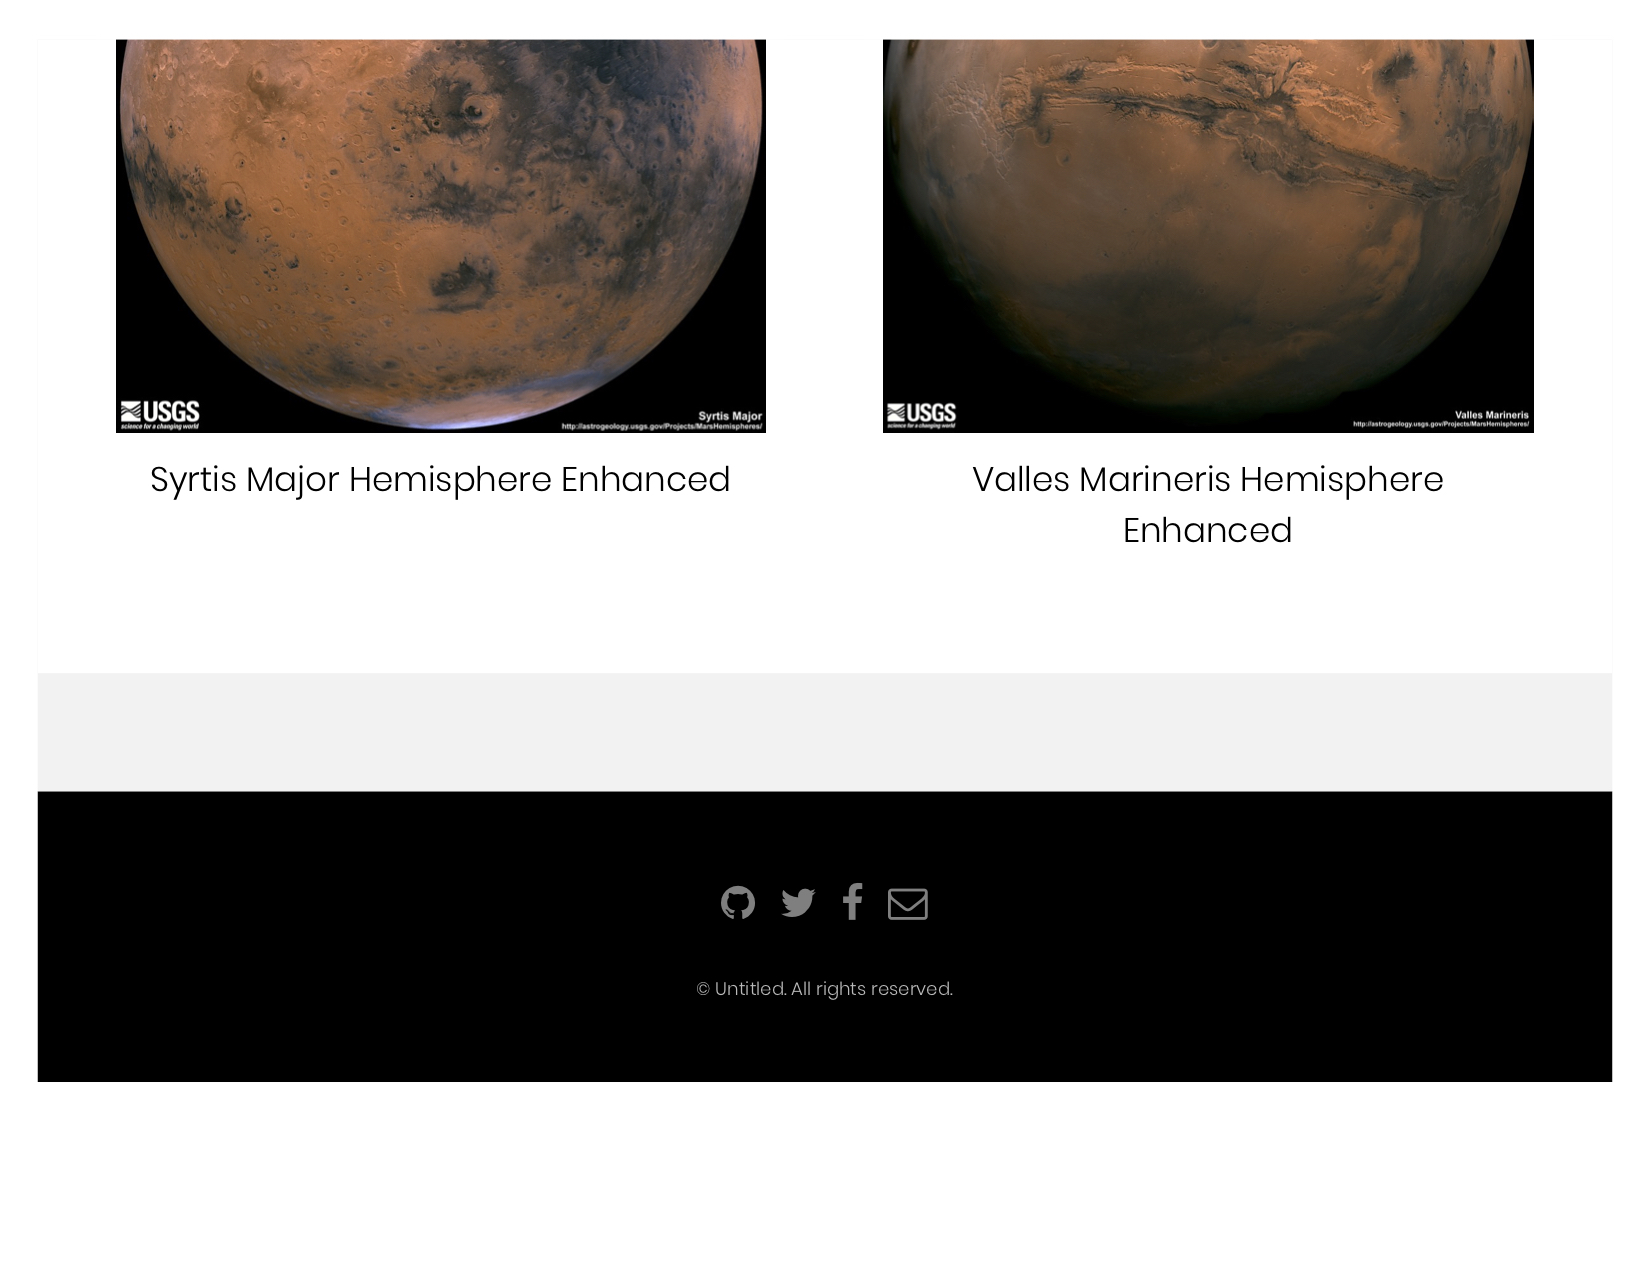 USGS
science for a changing world
Syrtis Major
http://astrogeology.usgs.gov/Projects/MarsHemispheres/
USGS
science for a changing world
Valles Marineris
http://astrogeology.usgs.gov/Projects/MarsHemispheres/
Syrtis Major Hemisphere Enhanced
Valles Marineris Hemisphere
Enhanced
© Untitled. All rights reserved.